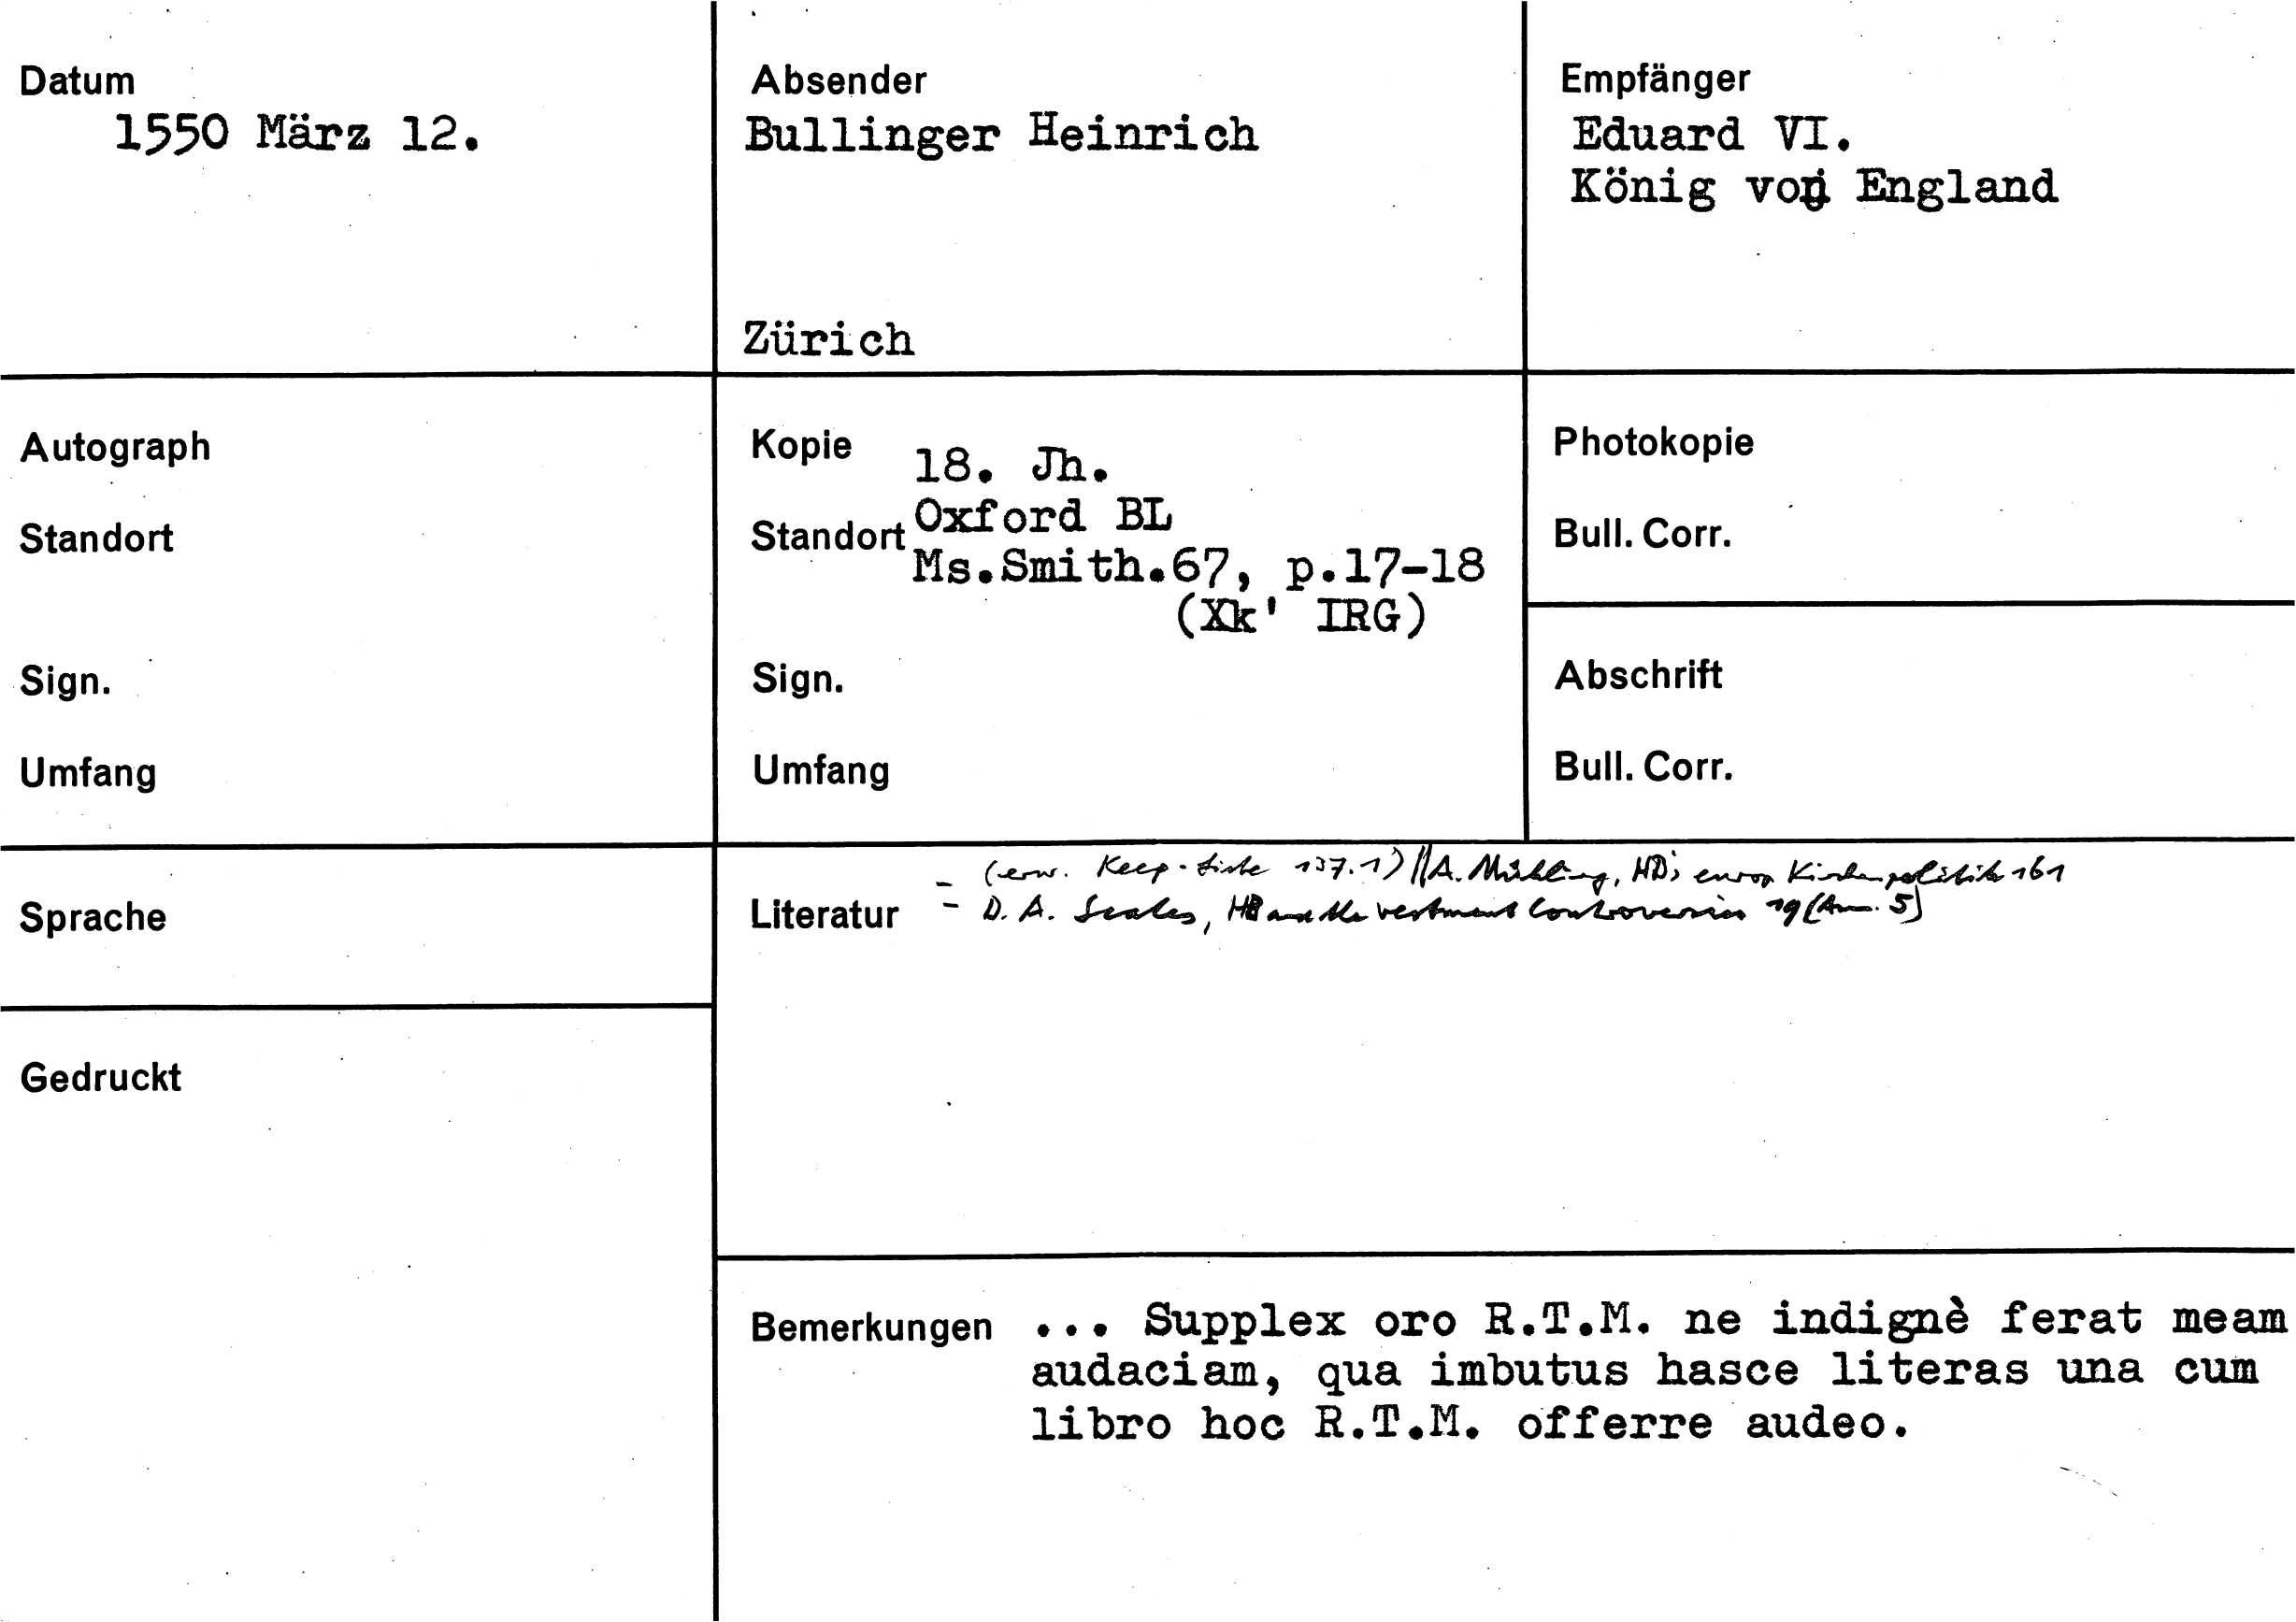 Datum
1550 März 12.
Absender
Bullinger Heinrich
Zürich
Empfänger
Eduard VI.
König von England
Autograph
Standort
Sign.
Umfang
Kopie 18. Jh.
Standort Oxford BL
Ms.Smith.67, p.17-18
(Xk' IRG)
Sign.
Umfang
Photokopie
Bull. Corr.
Abschrift
Bull. Corr.
Sprache
Gedruckt
- (erw. Keep-Liste 137.1) || A. Mühling, HBs europ Kirchenpolitik 161
Literatur - D. A. Scales, HB and the vestment controversies 19 (Anm. 5)
Bemerkungen ... Supplex oro R.T.M. ne indignè ferat meam
audaciam, qua imbutus hasce literas una cum
libro hoc R.T.M. offerre audeo.